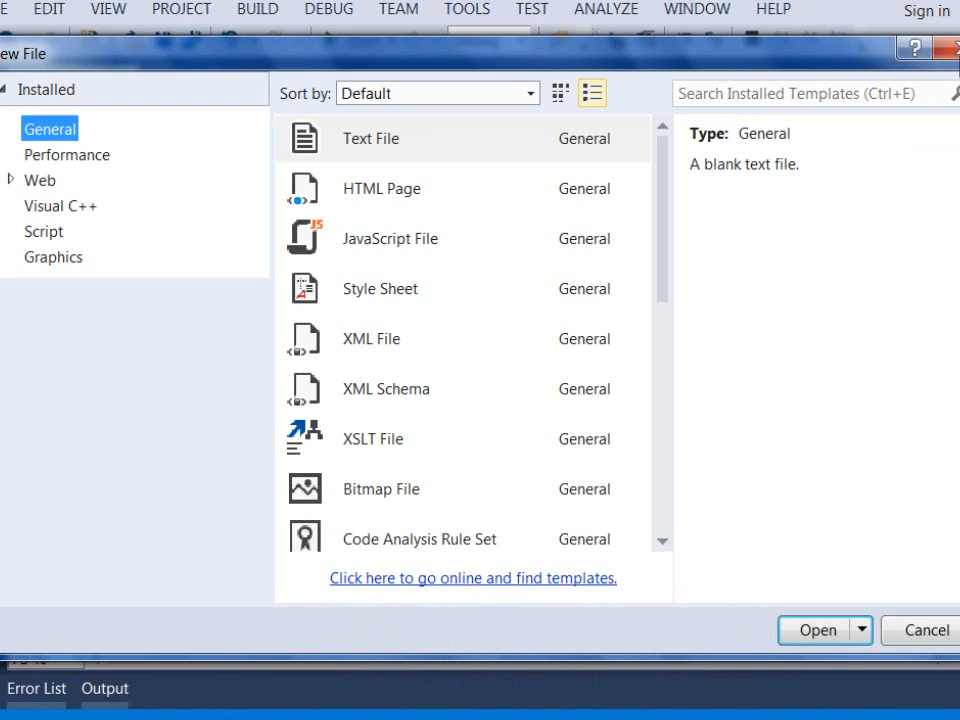 E EDIT VIEW PROJECT BUILD DEBUG TEAM TOOLS TEST ANALYZE WINDOW HELP Sign in
ew File
Installed
Sort by: Default
Search Installed Templates (Ctrl+E)
General
Performance
Web
Visual C++
Script
Graphics
Text File General
HTML Page General
JS
JavaScript File General
Style Sheet General
XML File General
XML Schema General
XSLT File General
Bitmap File General
Code Analysis Rule Set General
Click here to go online and find templates.
Type: General
A blank text file.
Open Cancel
Error List Output